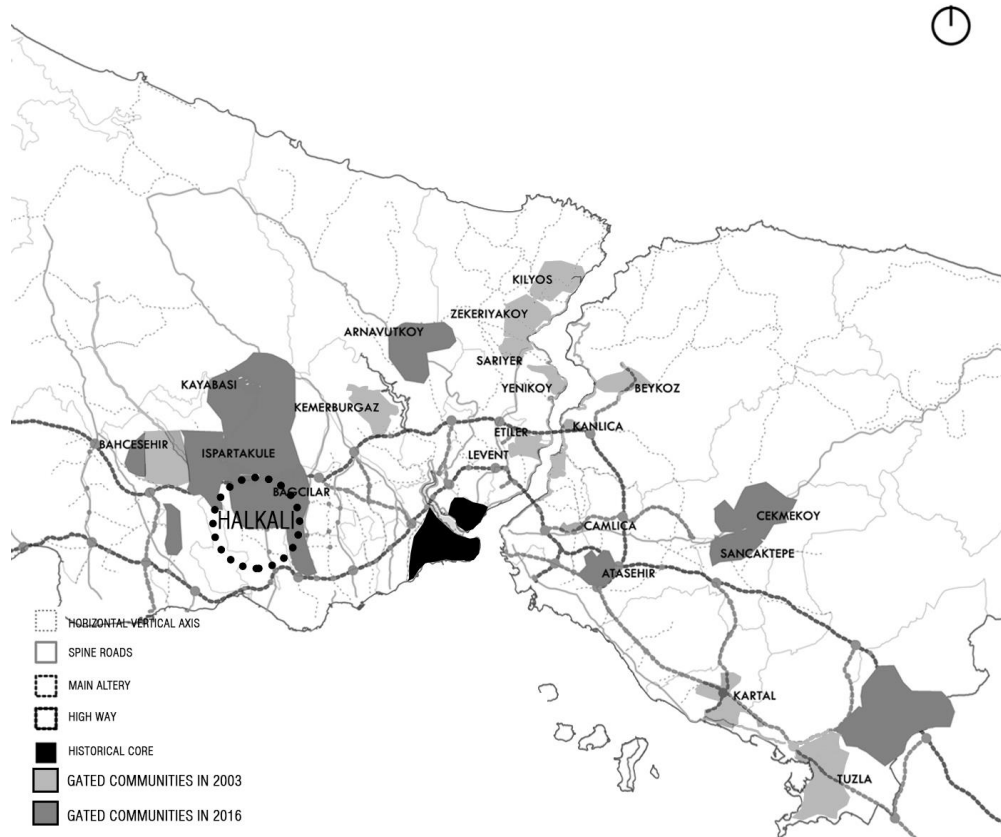 KILYOS
ZEKERIYAKOY
ARNAVUTKOY
SARIYER
KAYABASI
YENIKOY
BEYKOZ
KEMERBURGAZ
ETILER
KANLICA
BAHCESEHIR
ISPARTAKULE
LEVENT
BAGCILAR
HALKALI
CEKMEKOY
CAMLICA
SANCAKTEPE
ATASEHIR
HORIZONTAL VERTICAL AXIS
SPINE ROADS
MAIN ALTERY
KARTAL
HIGH WAY
HISTORICAL CORE
GATED COMMUNITIES IN 2003
TUZLA
GATED COMMUNITIES IN 2016